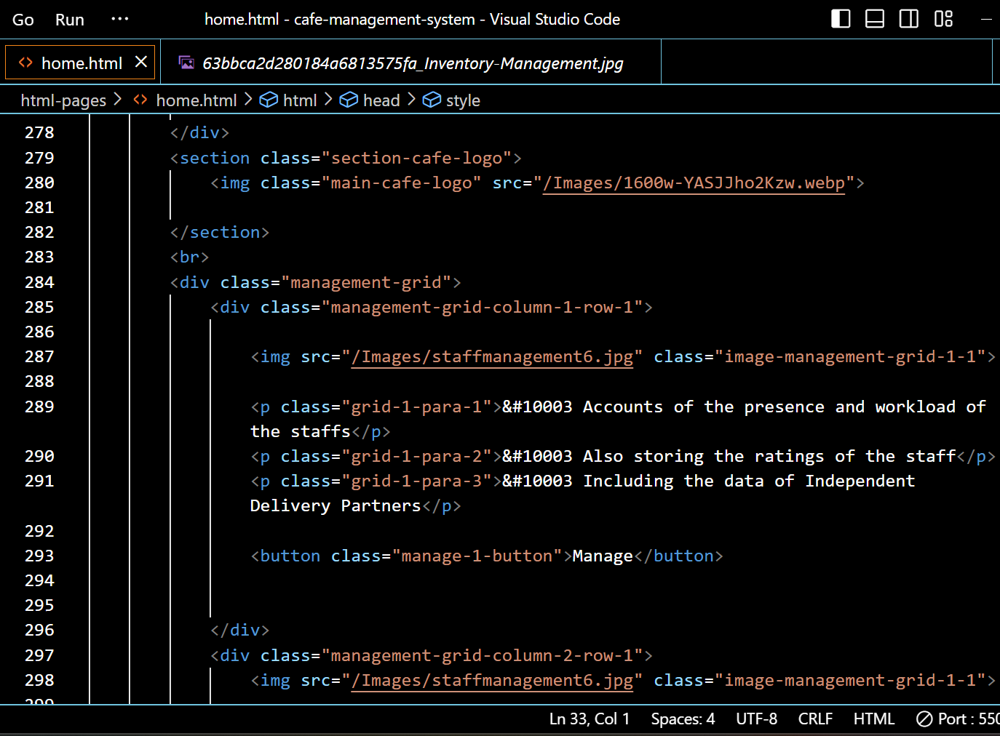 Go Run ··· home.html - cafe-management-system - Visual Studio Code
home.html 63bbca2d280184a6813575fa_Inventory-Management.jpg
html-pages > home.html > html > head > style
278 </div>
279 <section class="section-cafe-logo">
280 <img class="main-cafe-logo" src="/Images/1600w-YASJJho2Kzw.webp">
281
282 </section>
283 <br>
284 <div class="management-grid">
285 <div class="management-grid-column-1-row-1">
286
287 <img src="/Images/staffmanagement6.jpg" class="image-management-grid-1-1">
288
289 <p class="grid-1-para-1">&#10003 Accounts of the presence and workload of
the staffs</p>
290 <p class="grid-1-para-2">&#10003 Also storing the ratings of the staff</p>
291 <p class="grid-1-para-3">&#10003 Including the data of Independent
Delivery Partners</p>
292
293 <button class="manage-1-button">Manage</button>
294
295
296 </div>
297 <div class="management-grid-column-2-row-1">
298 <img src="/Images/staffmanagement6.jpg" class="image-management-grid-1-1">
Ln 33, Col 1 Spaces: 4 UTF-8 CRLF HTML Port : 550